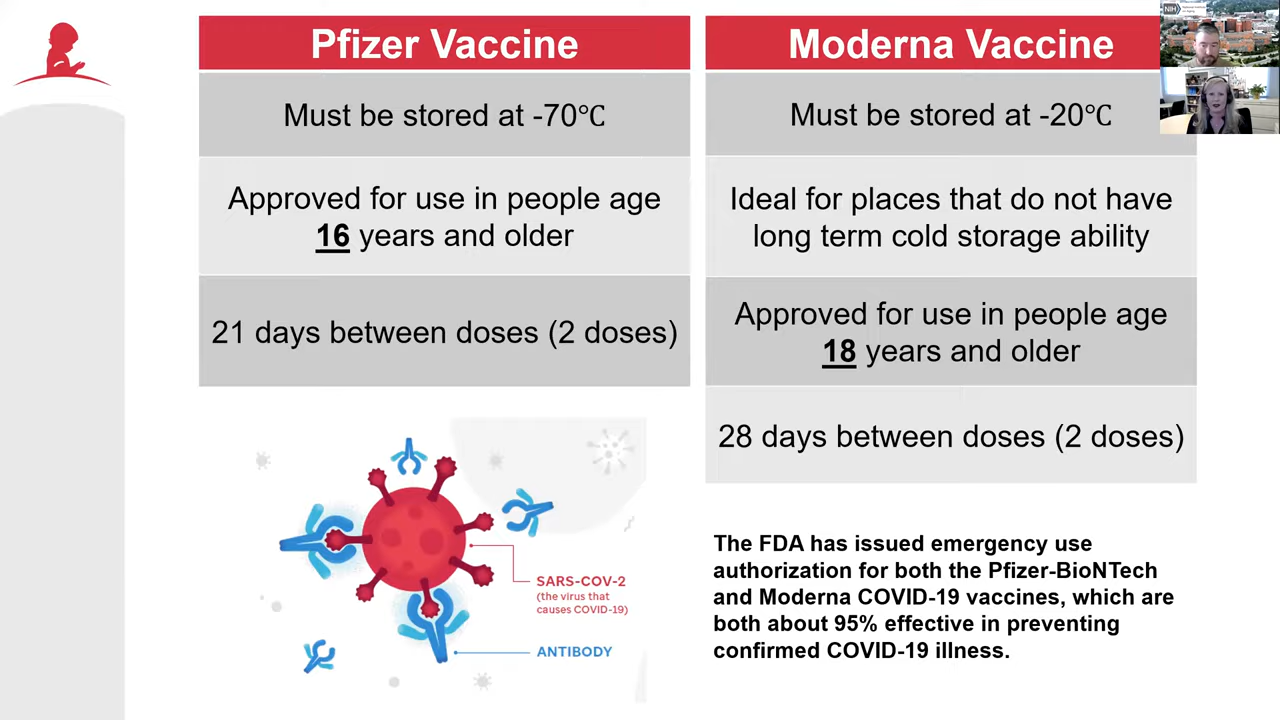 Pfizer Vaccine
Must be stored at -70℃
Approved for use in people age
16 years and older
21 days between doses (2 doses)
Moderna Vaccine
Must be stored at -20℃
Ideal for places that do not have
long term cold storage ability
Approved for use in people age
18 years and older
28 days between doses (2 doses)
SARS-COV-2
(the virus that
causes COVID-19)
ANTIBODY
The FDA has issued emergency use
authorization for both the Pfizer-BioNTech
and Moderna COVID-19 vaccines, which are
both about 95% effective in preventing
confirmed COVID-19 illness.
NIH